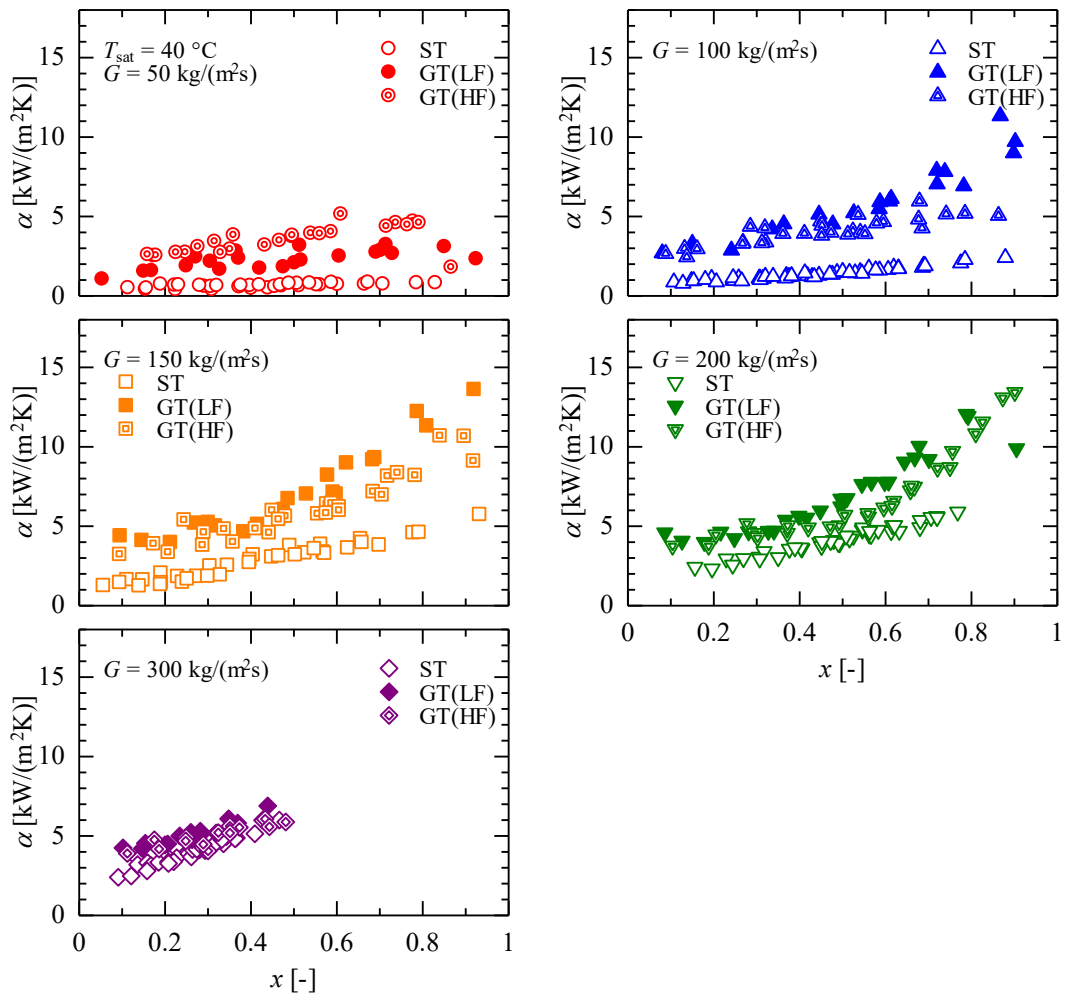 T_sat = 40 °C
G = 50 kg/(m²s)
ST
GT(LF)
GT(HF)
15
10
5
0
α [kW/(m²K)]
G = 100 kg/(m²s)
ST
GT(LF)
GT(HF)
15
10
5
0
α [kW/(m²K)]
G = 150 kg/(m²s)
ST
GT(LF)
GT(HF)
15
10
5
0
α [kW/(m²K)]
G = 200 kg/(m²s)
ST
GT(LF)
GT(HF)
15
10
5
0
α [kW/(m²K)]
0 0.2 0.4 0.6 0.8 1
x [-]
G = 300 kg/(m²s)
ST
GT(LF)
GT(HF)
15
10
5
0
α [kW/(m²K)]
0 0.2 0.4 0.6 0.8 1
x [-]